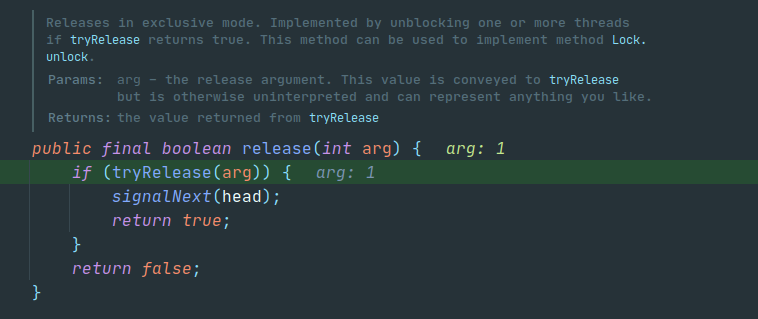 Releases in exclusive mode. Implemented by unblocking one or more threads
if tryRelease returns true. This method can be used to implement method Lock.
unlock.
Params: arg – the release argument. This value is conveyed to tryRelease
but is otherwise uninterpreted and can represent anything you like.
Returns: the value returned from tryRelease
public final boolean release(int arg) { arg: 1
if (tryRelease(arg)) { arg: 1
signalNext(head);
return true;
}
return false;
}